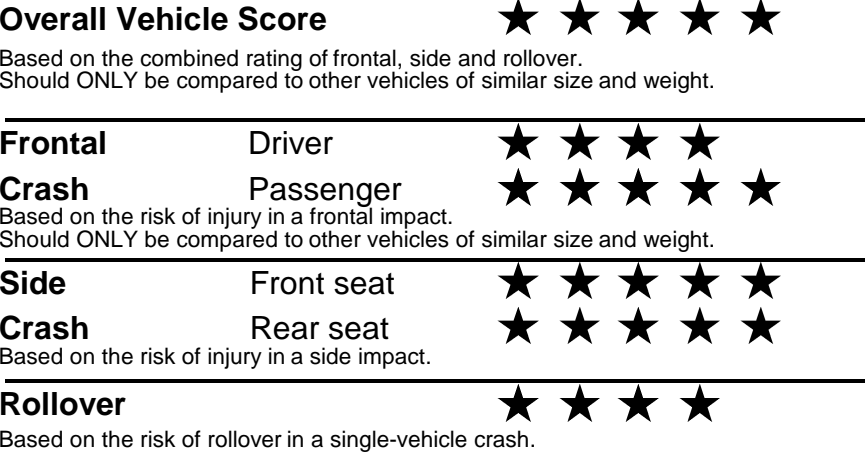 Overall Vehicle Score ★ ★ ★ ★ ★
Based on the combined rating of frontal, side and rollover.
Should ONLY be compared to other vehicles of similar size and weight.
Frontal Driver ★ ★ ★ ★
Crash Passenger ★ ★ ★ ★ ★
Based on the risk of injury in a frontal impact.
Should ONLY be compared to other vehicles of similar size and weight.
Side Front seat ★ ★ ★ ★ ★
Crash Rear seat ★ ★ ★ ★ ★
Based on the risk of injury in a side impact.
Rollover ★ ★ ★ ★
Based on the risk of rollover in a single-vehicle crash.